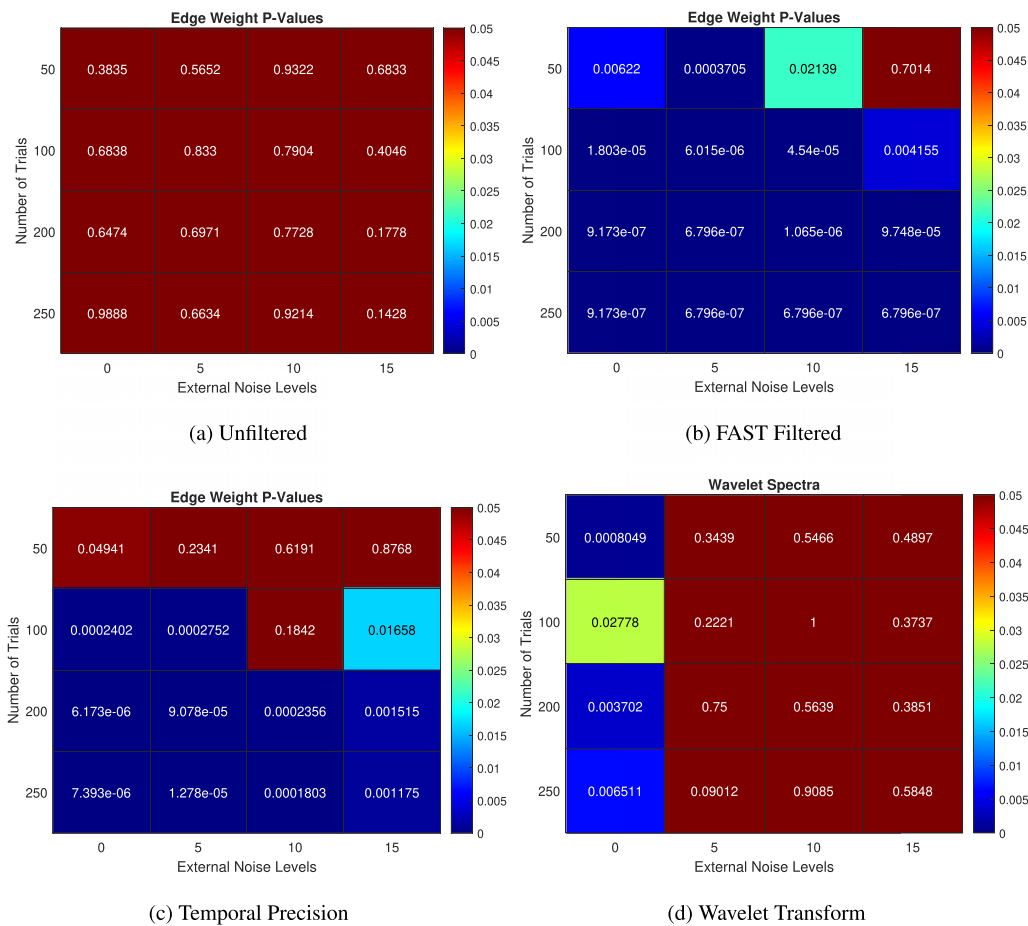 Edge Weight P-Values
50 0.3835 0.5652 0.9322 0.6833
100 0.6838 0.833 0.7904 0.4046
200 0.6474 0.6971 0.7728 0.1778
250 0.9888 0.6634 0.9214 0.1428
0 5 10 15
External Noise Levels
Number of Trials
0.05
0.045
0.04
0.035
0.03
0.025
0.02
0.015
0.01
0.005
0
(a) Unfiltered
Edge Weight P-Values
50 0.00622 0.0003705 0.02139 0.7014
100 1.803e-05 6.015e-06 4.54e-05 0.004155
200 9.173e-07 6.796e-07 1.065e-06 9.748e-05
250 9.173e-07 6.796e-07 6.796e-07 6.796e-07
0 5 10 15
External Noise Levels
Number of Trials
0.05
0.045
0.04
0.035
0.03
0.025
0.02
0.015
0.01
0.005
0
(b) FAST Filtered
Edge Weight P-Values
50 0.04941 0.2341 0.6191 0.8768
100 0.0002402 0.0002752 0.1842 0.01658
200 6.173e-06 9.078e-05 0.0002356 0.001515
250 7.393e-06 1.278e-05 0.0001803 0.001175
0 5 10 15
External Noise Levels
Number of Trials
0.05
0.045
0.04
0.035
0.03
0.025
0.02
0.015
0.01
0.005
0
(c) Temporal Precision
Wavelet Spectra
50 0.0008049 0.3439 0.5466 0.4897
100 0.02778 0.2221 1 0.3737
200 0.003702 0.75 0.5639 0.3851
250 0.006511 0.09012 0.9085 0.5848
0 5 10 15
External Noise Levels
Number of Trials
0.05
0.045
0.04
0.035
0.03
0.025
0.02
0.015
0.01
0.005
0
(d) Wavelet Transform